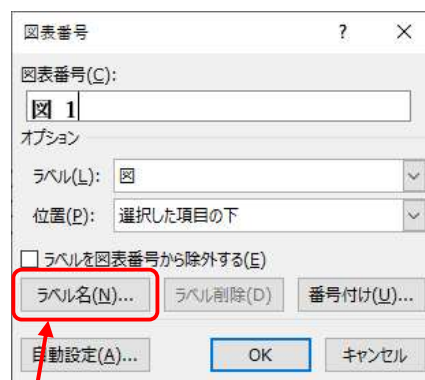 図表番号 ? ×
図表番号(C):
図 1
オプション
ラベル(L): 図
位置(P): 選択した項目の下
ラベルを図表番号から除外する(E)
ラベル名(N)... ラベル削除(D) 番号付け(U)...
自動設定(A)... OK キャンセル